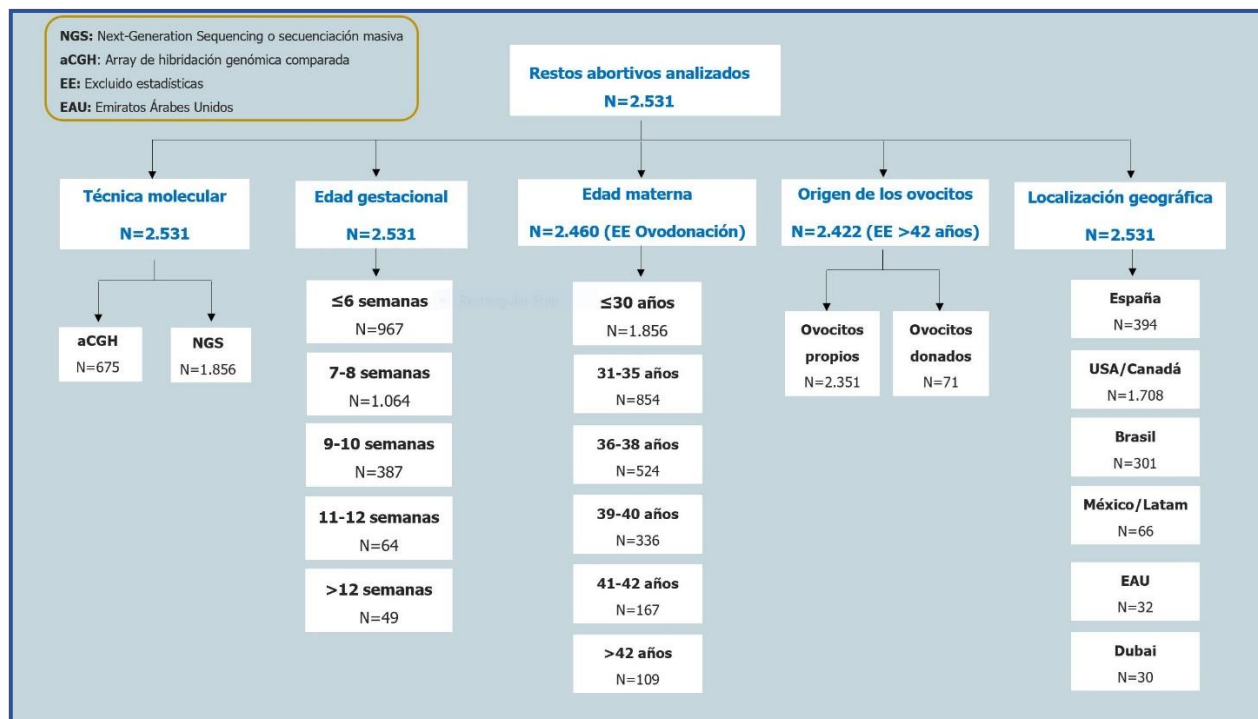 NGS: Next-Generation Sequencing o secuenciación masiva
aCGH: Array de hibridación genómica comparada
EE: Excluido estadísticas
EAU: Emiratos Árabes Unidos
Restos abortivos analizados
N=2.531
Técnica molecular
N=2.531
aCGH
N=675
NGS
N=1.856
Edad gestacional
N=2.531
≤6 semanas
N=967
7-8 semanas
N=1.064
9-10 semanas
N=387
11-12 semanas
N=64
>12 semanas
N=49
Edad materna
N=2.460 (EE Ovodonación)
≤30 años
N=1.856
31-35 años
N=854
36-38 años
N=524
39-40 años
N=336
41-42 años
N=167
>42 años
N=109
Origen de los ovocitos
N=2.422 (EE >42 años)
Ovocitos
propios
N=2.351
Ovocitos
donados
N=71
Localización geográfica
N=2.531
España
N=394
USA/Canadá
N=1.708
Brasil
N=301
México/Latam
N=66
EAU
N=32
Dubai
N=30